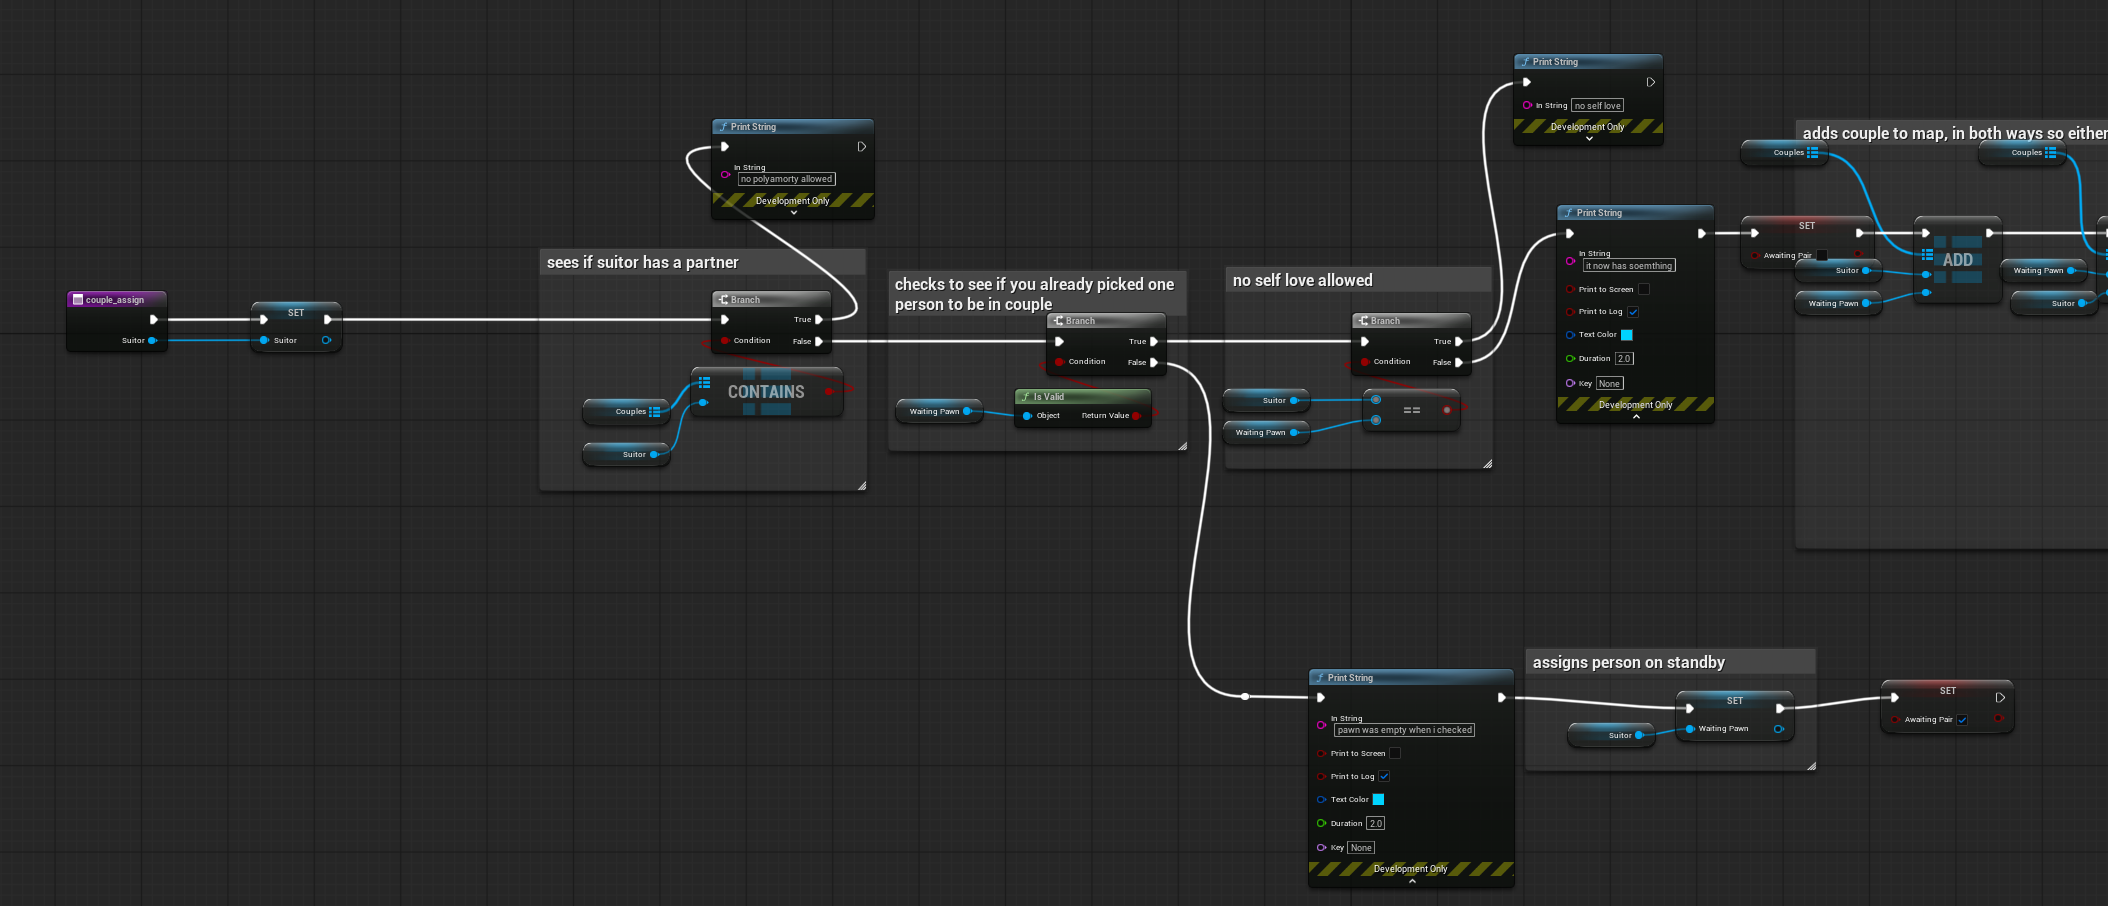 couple_assign
Suitor
SET
Suitor
Print String
In String
no polyamorty allowed
Development Only
sees if suitor has a partner
Branch
True
Condition
False
CONTAINS
Couples
Suitor
checks to see if you already picked one
person to be in couple
Branch
True
Condition
False
Waiting Pawn
Is Valid
Object
Return Value
no self love allowed
Branch
True
Condition
False
Suitor
Waiting Pawn
==
Print String
In String
no self love
Development Only
Print String
In String
it now has soemthing
Print to Screen
Print to Log
Text Color
Duration
2.0
Key
None
Development Only
adds couple to map, in both ways so either
Couples
Couples
SET
Awaiting Pair
Suitor
Waiting Pawn
ADD
Waiting Pawn
Suitor
Print String
In String
pawn was empty when i checked
Print to Screen
Print to Log
Text Color
Duration
2.0
Key
None
Development Only
assigns person on standby
SET
Suitor
Waiting Pawn
SET
Awaiting Pair